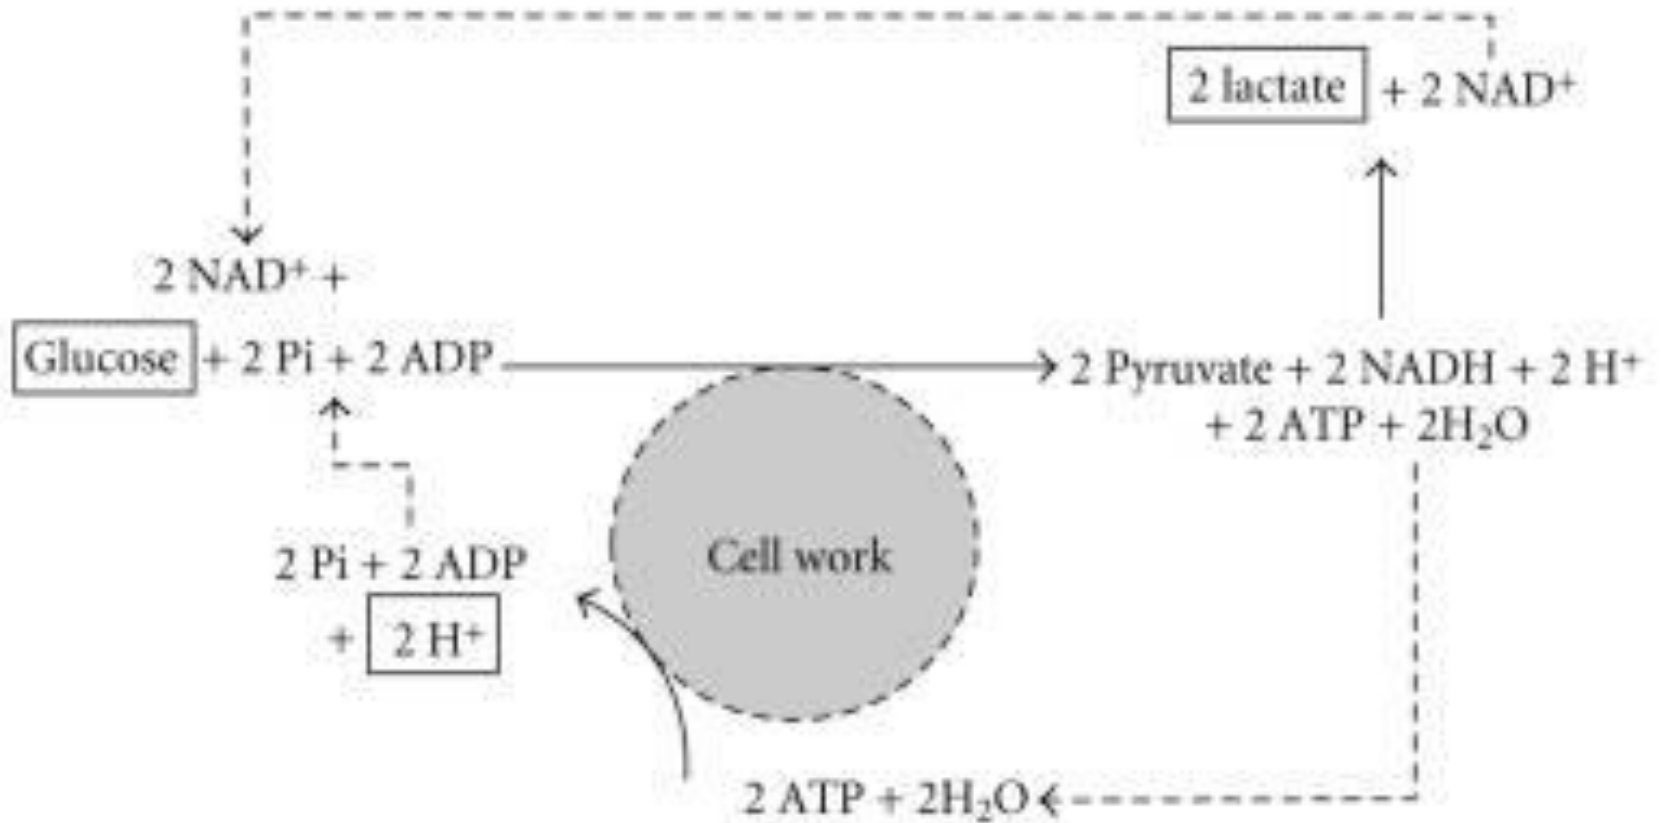 2 lactate + 2 NAD⁺
2 NAD⁺ +
Glucose + 2 Pi + 2 ADP
2 Pyruvate + 2 NADH + 2 H⁺
+ 2 ATP + 2H₂O
Cell work
2 Pi + 2 ADP
+ 2 H⁺
2 ATP + 2H₂O